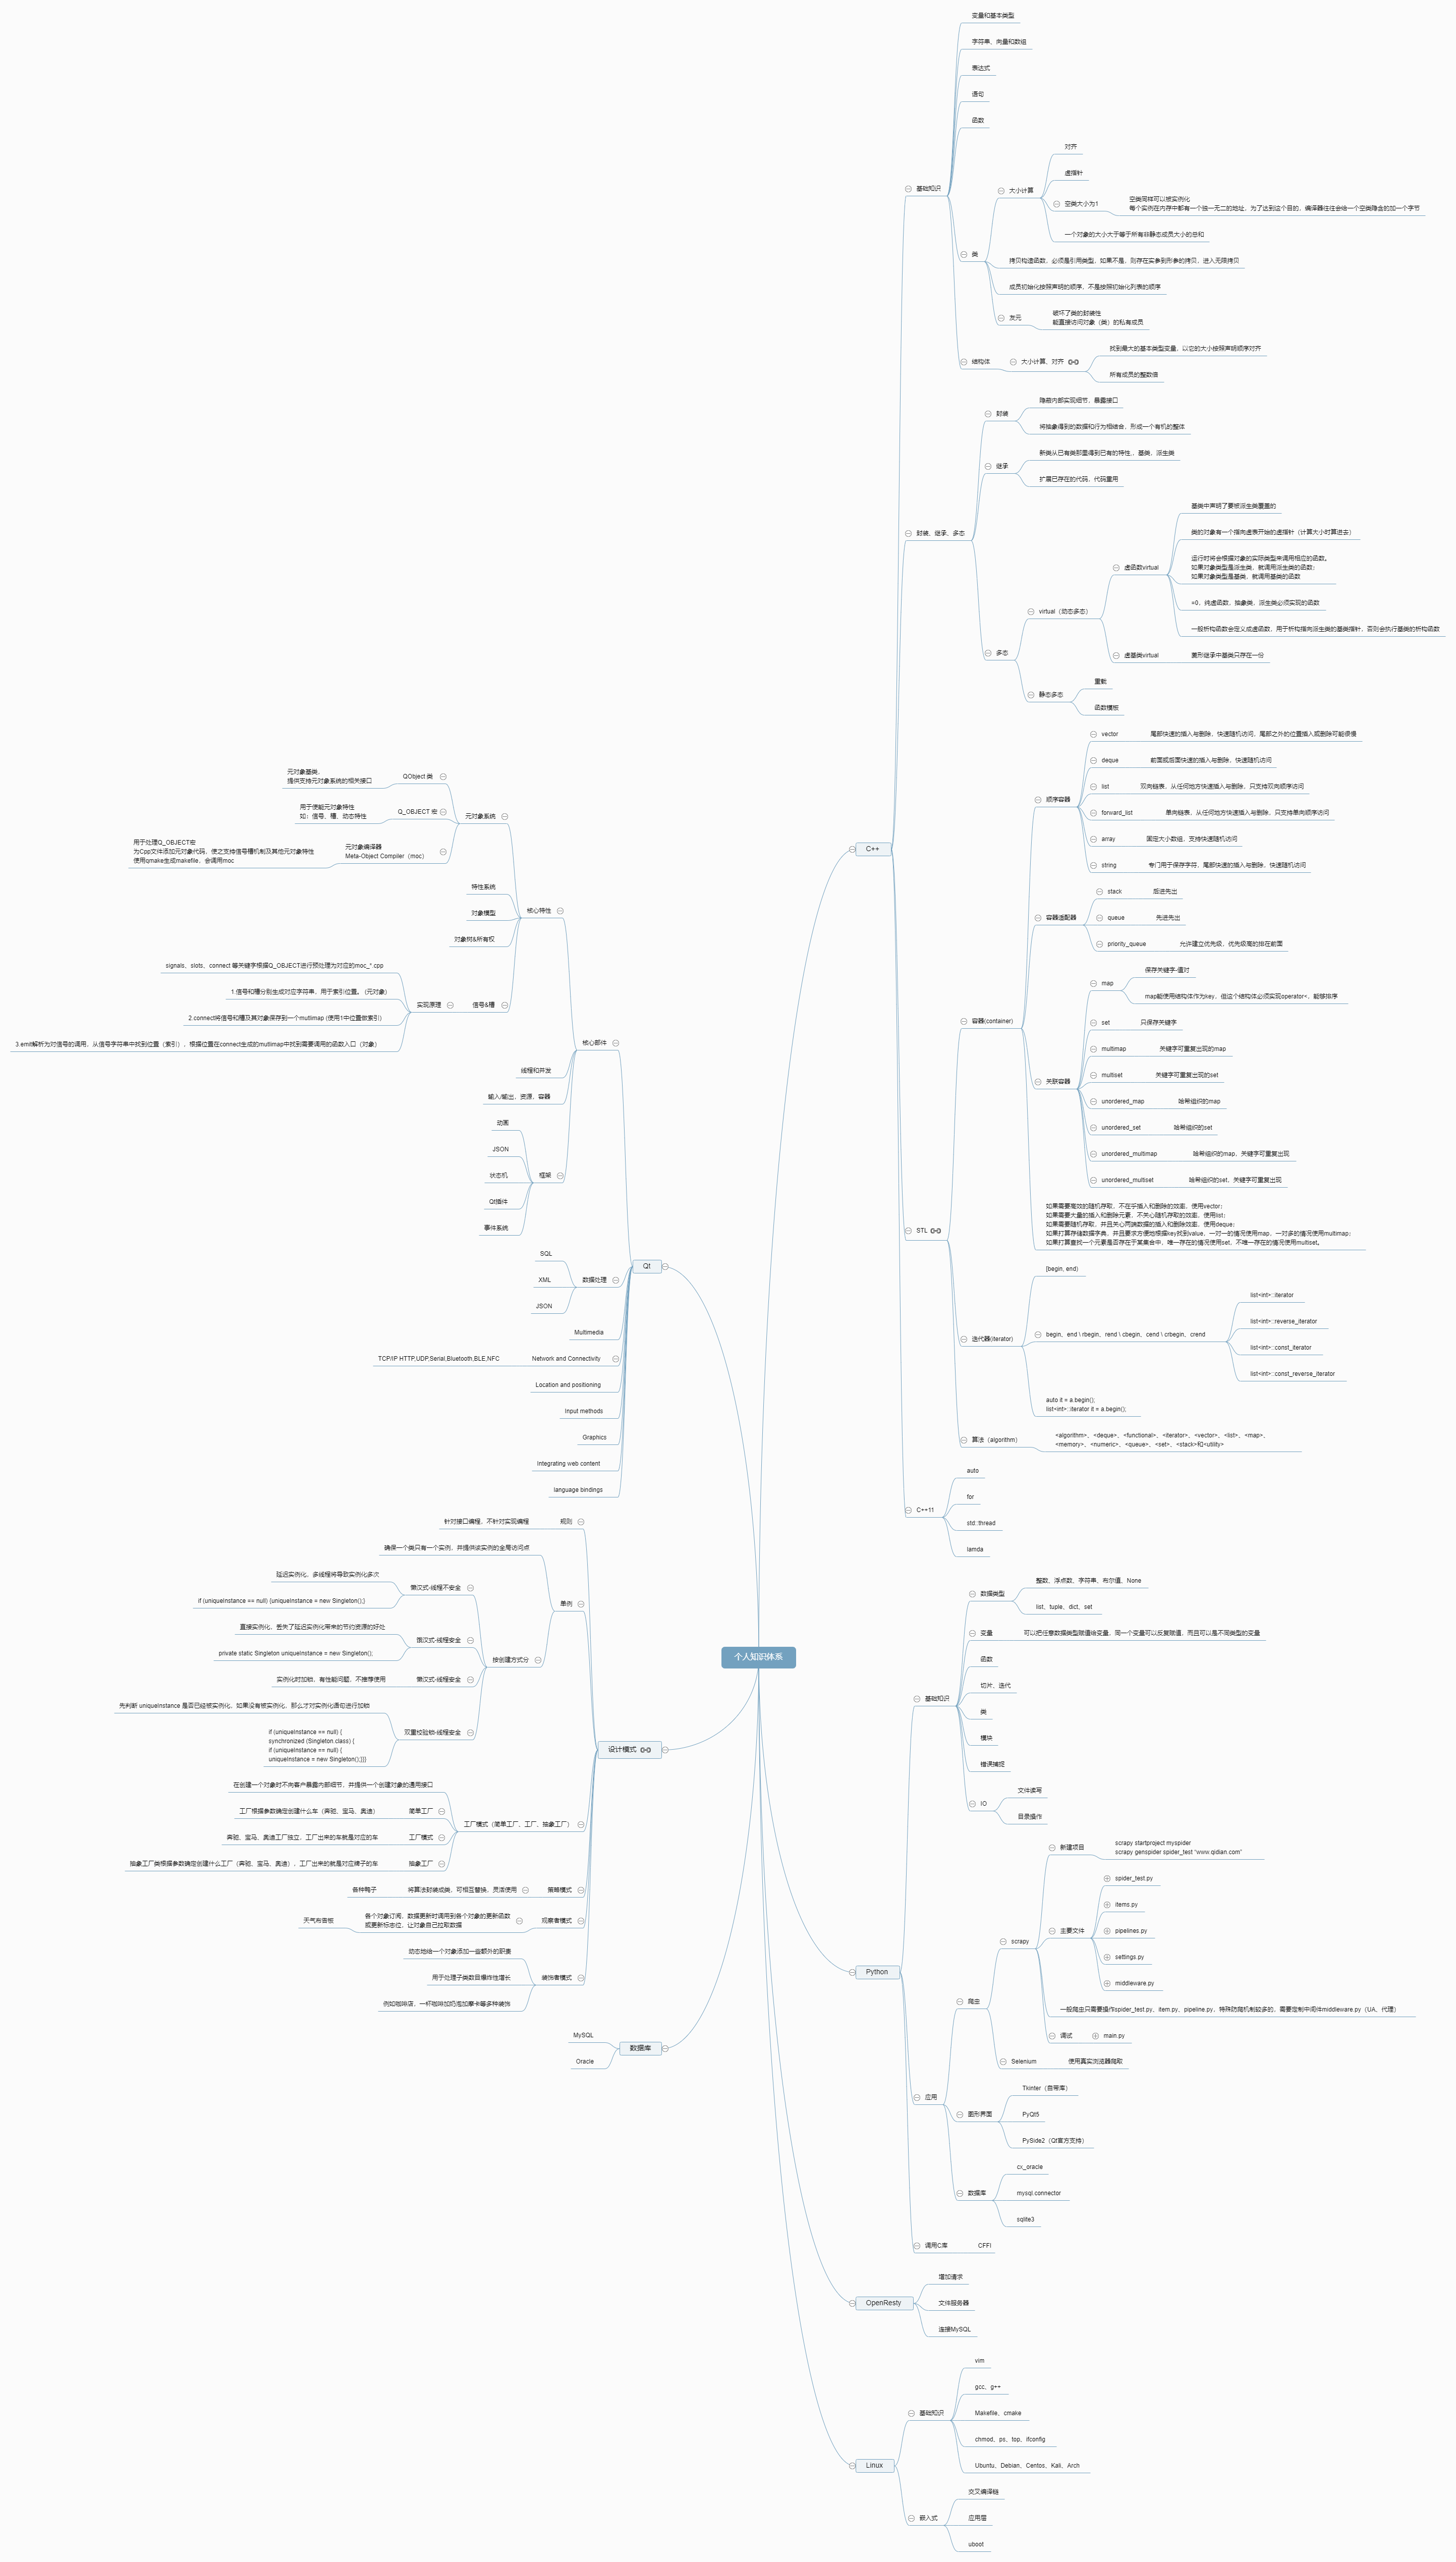 个人知识体系
C++
基础知识
变量和基本类型
字符串、向量和数组
表达式
语句
函数
类
大小计算
对齐
虚指针
空类大小为1
空类同样可以被实例化
每个实例在内存中都有一个独一无二的地址，为了达到这个目的，编译器往往会给一个空类隐含的加一个字节
一个对象的大小大于等于所有非静态成员大小的总和
拷贝构造函数，必须是引用类型，如果不是，则存在实参到形参的拷贝，进入无限拷贝
成员初始化按照声明的顺序，不是按照初始化列表的顺序
友元
破坏了类的封装性
能直接访问对象（类）的私有成员
结构体
大小计算、对齐
找到最大的基本类型变量，以它的大小按照声明顺序对齐
所有成员的整数倍
封装、继承、多态
封装
隐藏内部实现细节，暴露接口
将抽象得到的数据和行为相结合，形成一个有机的整体
继承
新类从已有类那里得到已有的特性,，基类，派生类
扩展已存在的代码，代码重用
多态
virtual（动态多态）
虚函数virtual
基类中声明了要被派生类覆盖的
类的对象有一个指向虚表开始的虚指针（计算大小时算进去）
运行时将会根据对象的实际类型来调用相应的函数。
如果对象类型是派生类，就调用派生类的函数；
如果对象类型是基类，就调用基类的函数
=0，纯虚函数，抽象类，派生类必须实现的函数
一般析构函数会定义成虚函数，用于析构指向派生类的基类指针，否则会执行基类的析构函数
虚基类virtual
菱形继承中基类只存在一份
静态多态
重载
函数模板
STL
容器(container)
顺序容器
vector
尾部快速的插入与删除，快速随机访问，尾部之外的位置插入或删除可能很慢
deque
前面或后面快速的插入与删除，快速随机访问
list
双向链表，从任何地方快速插入与删除，只支持双向顺序访问
forward_list
单向链表，从任何地方快速插入与删除，只支持单向顺序访问
array
固定大小数组，支持快速随机访问
string
专门用于保存字符，尾部快速的插入与删除，快速随机访问
容器适配器
stack
后进先出
queue
先进先出
priority_queue
允许建立优先级，优先级高的排在前面
关联容器
map
保存关键字-值对
map能使用结构体作为key，但这个结构体必须实现operator<，能够排序
set
只保存关键字
multimap
关键字可重复出现的map
multiset
关键字可重复出现的set
unordered_map
哈希组织的map
unordered_set
哈希组织的set
unordered_multimap
哈希组织的map，关键字可重复出现
unordered_multiset
哈希组织的set，关键字可重复出现
如果需要高效的随机存取，不在乎插入和删除的效率，使用vector；
如果需要大量的插入和删除元素，不关心随机存取的效率，使用list；
如果需要随机存取，并且关心两端数据的插入和删除效率，使用deque；
如果打算存储数据字典，并且要求方便地根据key找到value，一对一的情况使用map，一对多的情况使用multimap；
如果打算查找一个元素是否存在于某集合中，唯一存在的情况使用set，不唯一存在的情况使用multiset。
迭代器(iterator)
[begin, end)
begin、end \ rbegin、rend \ cbegin、cend \ crbegin、crend
list<int>::iterator
list<int>::reverse_iterator
list<int>::const_iterator
list<int>::const_reverse_iterator
auto it = a.begin();
list<int>::iterator it = a.begin();
算法（algorithm）
<algorithm>、<deque>、<functional>、<iterator>、<vector>、<list>、<map>、
<memory>、<numeric>、<queue>、<set>、<stack>和<utility>
C++11
auto
for
std::thread
lamda
Python
基础知识
数据类型
整数、浮点数、字符串、布尔值、None
list、tuple、dict、set
变量
可以把任意数据类型赋值给变量，同一个变量可以反复赋值，而且可以是不同类型的变量
函数
切片、迭代
类
模块
错误捕捉
IO
文件读写
目录操作
应用
爬虫
scrapy
新建项目
scrapy startproject myspider
scrapy genspider spider_test “www.qidian.com”
主要文件
spider_test.py
items.py
pipelines.py
settings.py
middleware.py
一般爬虫只需要操作spider_test.py、item.py、pipeline.py，特殊防爬机制较多的，需要定制中间件middleware.py（UA、代理）
调试
main.py
Selenium
使用真实浏览器爬取
图形界面
Tkinter（自带库）
PyQt5
PySide2（Qt官方支持）
数据库
cx_oracle
mysql.connector
sqlite3
调用C库
CFFI
OpenResty
增加请求
文件服务器
连接MySQL
Linux
基础知识
vim
gcc、g++
Makefile、cmake
chmod、ps、top、ifconfig
Ubuntu、Debian、Centos、Kali、Arch
嵌入式
交叉编译链
应用层
uboot
Qt
核心部件
核心特性
元对象系统
QObject 类
元对象基类，
提供支持元对象系统的相关接口
Q_OBJECT 宏
用于使能元对象特性
如：信号、槽、动态特性
元对象编译器
Meta-Object Compiler（moc）
用于处理Q_OBJECT宏
为Cpp文件添加元对象代码，使之支持信号槽机制及其他元对象特性
使用qmake生成makefile，会调用moc
特性系统
对象模型
对象树&所有权
信号&槽
实现原理
signals、slots、connect 等关键字根据Q_OBJECT进行预处理为对应的moc_*.cpp
1.信号和槽分别生成对应字符串，用于索引位置。（元对象）
2.connect将信号和槽及其对象保存到一个mutlimap (使用1中位置做索引)
3.emit解析为对信号的调用，从信号字符串中找到位置（索引），根据位置在connect生成的mutlimap中找到需要调用的函数入口（对象）
线程和并发
输入/输出，资源，容器
框架
动画
JSON
状态机
Qt插件
事件系统
数据处理
SQL
XML
JSON
Multimedia
Network and Connectivity
TCP/IP HTTP,UDP,Serial,Bluetooth,BLE,NFC
Location and positioning
Input methods
Graphics
Integrating web content
language bindings
设计模式
规则
针对接口编程，不针对实现编程
单例
确保一个类只有一个实例，并提供该实例的全局访问点
按创建方式分
懒汉式-线程不安全
延迟实例化，多线程将导致实例化多次
if (uniqueInstance == null) {uniqueInstance = new Singleton();}
饿汉式-线程安全
直接实例化，丢失了延迟实例化带来的节约资源的好处
private static Singleton uniqueInstance = new Singleton();
懒汉式-线程安全
实例化时加锁，有性能问题，不推荐使用
双重校验锁-线程安全
先判断 uniqueInstance 是否已经被实例化，如果没有被实例化，那么才对实例化语句进行加锁
if (uniqueInstance == null) {
synchronized (Singleton.class) {
if (uniqueInstance == null) {
uniqueInstance = new Singleton();}}}
工厂模式（简单工厂、工厂、抽象工厂）
在创建一个对象时不向客户暴露内部细节，并提供一个创建对象的通用接口
简单工厂
工厂根据参数确定创建什么车（奔驰、宝马、奥迪）
工厂模式
奔驰、宝马、奥迪工厂独立，工厂出来的车就是对应的车
抽象工厂
抽象工厂类根据参数确定创建什么工厂（奔驰、宝马、奥迪），工厂出来的就是对应牌子的车
策略模式
将算法封装成类，可相互替换，灵活使用
各种鸭子
观察者模式
各个对象订阅，数据更新时调用到各个对象的更新函数
或更新标志位，让对象自己拉取数据
天气布告板
装饰者模式
动态地给一个对象添加一些额外的职责
用于处理子类数目爆炸性增长
例如咖啡店，一杯咖啡加奶泡加摩卡等多种装饰
数据库
MySQL
Oracle